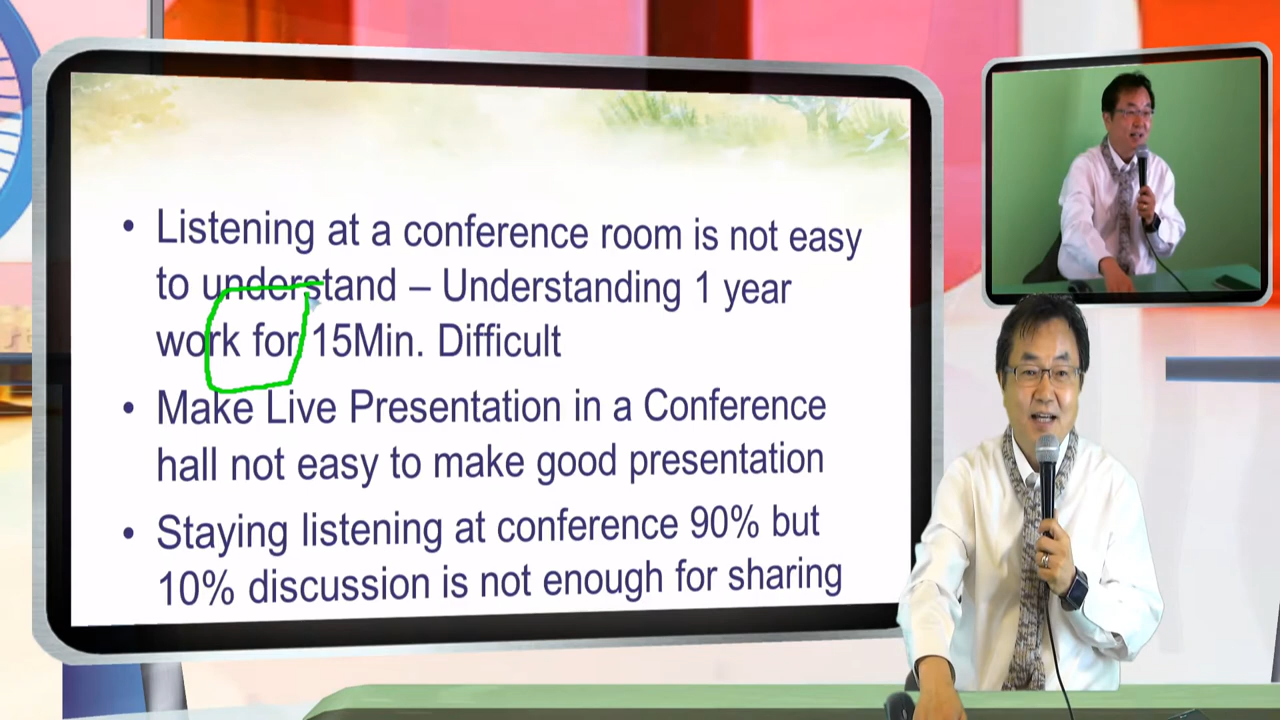 • Listening at a conference room is not easy
to understand – Understanding 1 year
work for 15Min. Difficult
• Make Live Presentation in a Conference
hall not easy to make good presentation
• Staying listening at conference 90% but
10% discussion is not enough for sharing